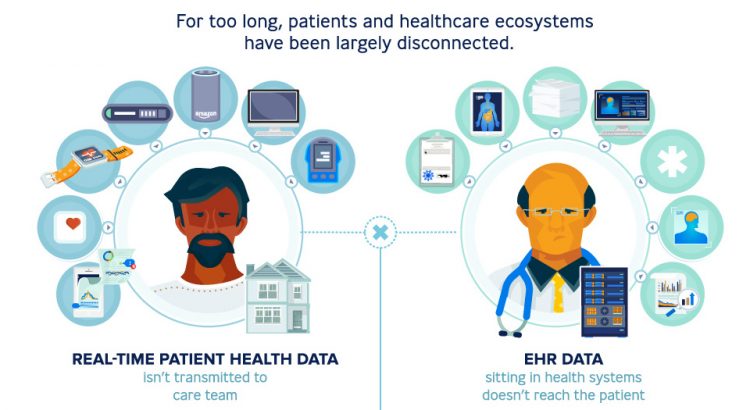 For too long, patients and healthcare ecosystems
have been largely disconnected.
amazon
REAL-TIME PATIENT HEALTH DATA
isn't transmitted to
care team
EHR DATA
sitting in health systems
doesn't reach the patient